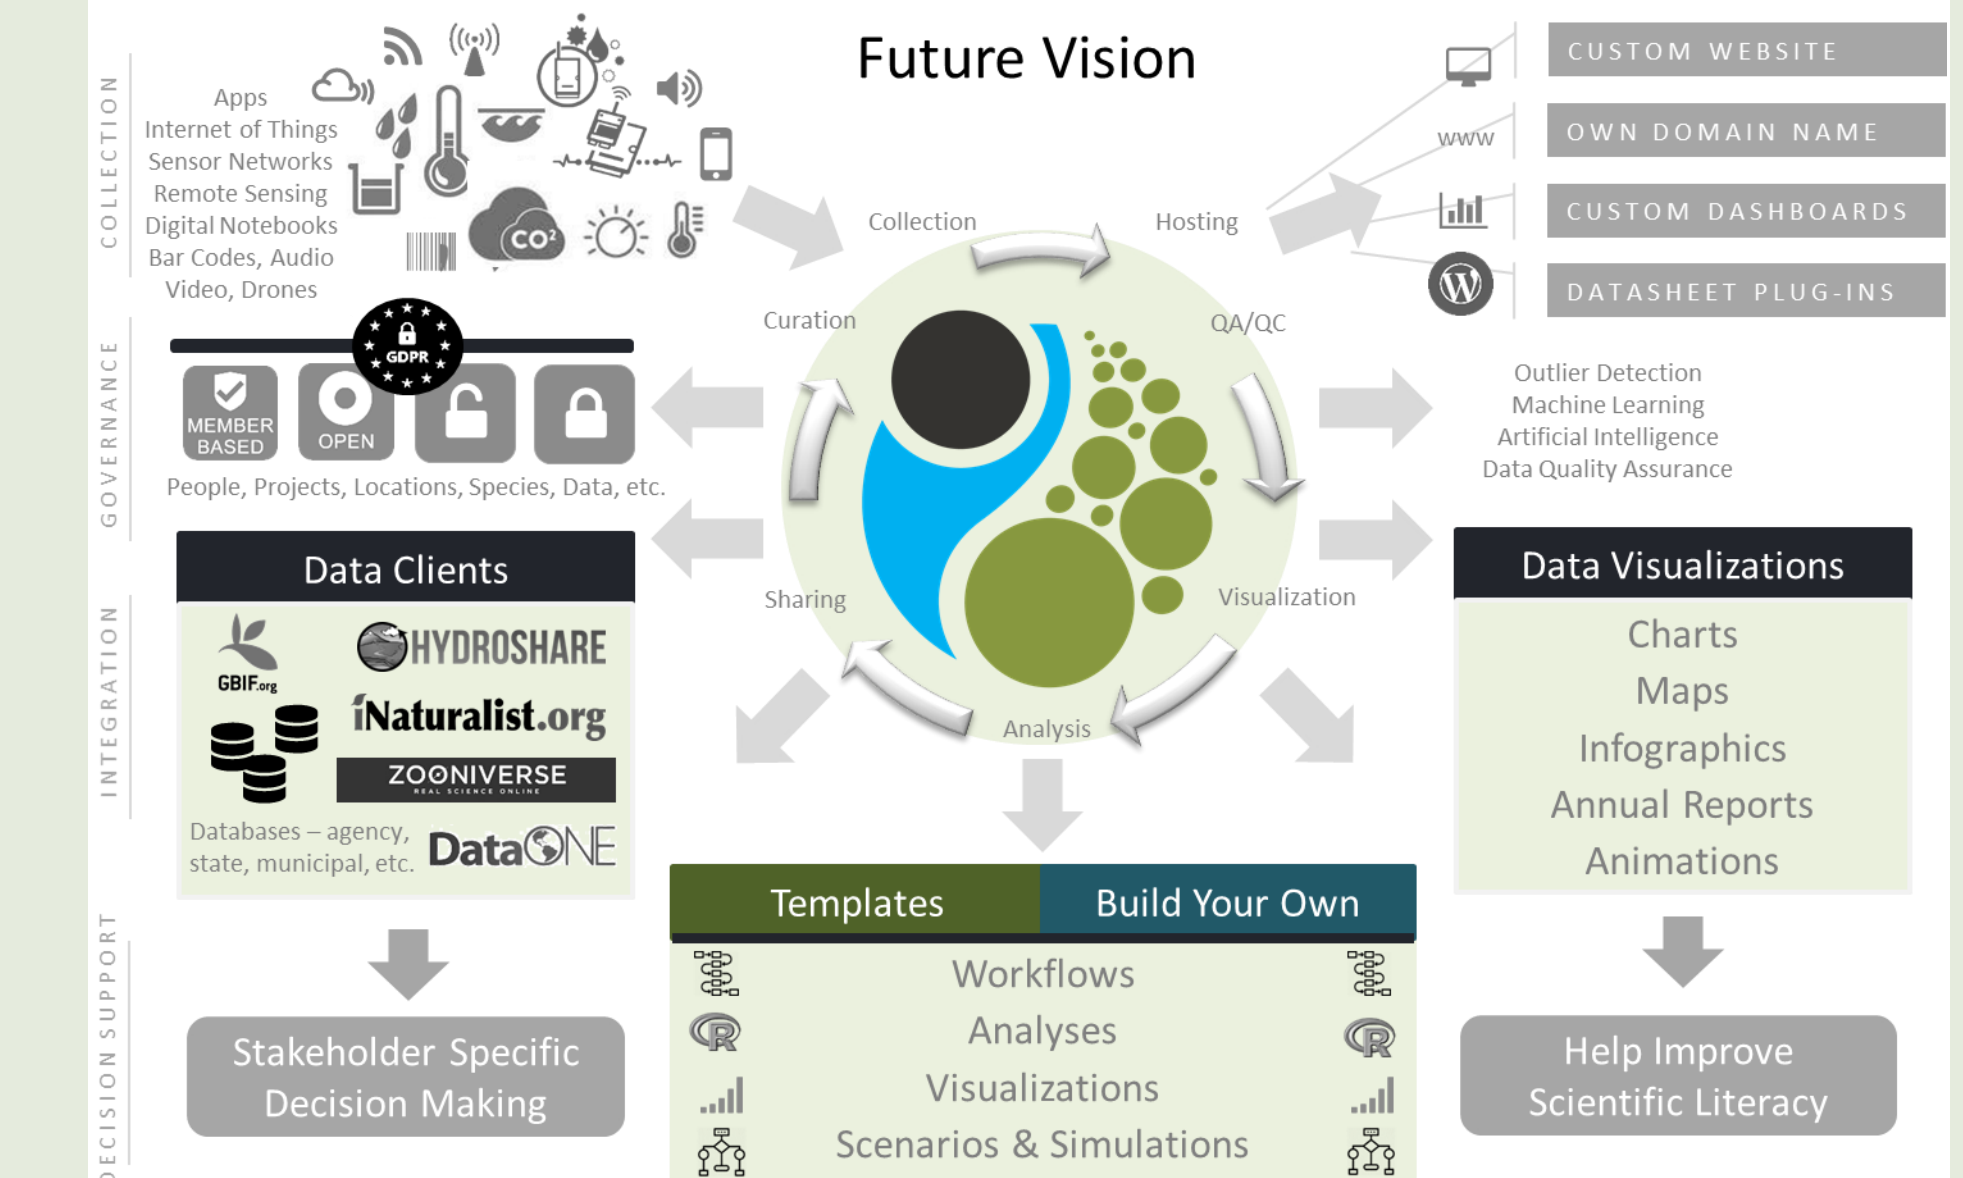 Future Vision
COLLECTION
Apps
Internet of Things
Sensor Networks
Remote Sensing
Digital Notebooks
Bar Codes, Audio
Video, Drones
CO²
CUSTOM WEBSITE
www
OWN DOMAIN NAME
CUSTOM DASHBOARDS
W
DATASHEET PLUG-INS
Collection
Hosting
Curation
QA/QC
Sharing
Visualization
Analysis
GOVERNANCE
GDPR
MEMBER
BASED
OPEN
People, Projects, Locations, Species, Data, etc.
Outlier Detection
Machine Learning
Artificial Intelligence
Data Quality Assurance
INTEGRATION
Data Clients
GBIF.org
HYDROSHARE
iNaturalist.org
ZOONIVERSE
REAL SCIENCE ONLINE
Databases – agency,
state, municipal, etc.
DataONE
Data Visualizations
Charts
Maps
Infographics
Annual Reports
Animations
DECISION SUPPORT
Stakeholder Specific
Decision Making
Templates
Build Your Own
Workflows
R
Analyses
R
Visualizations
Scenarios & Simulations
Help Improve
Scientific Literacy